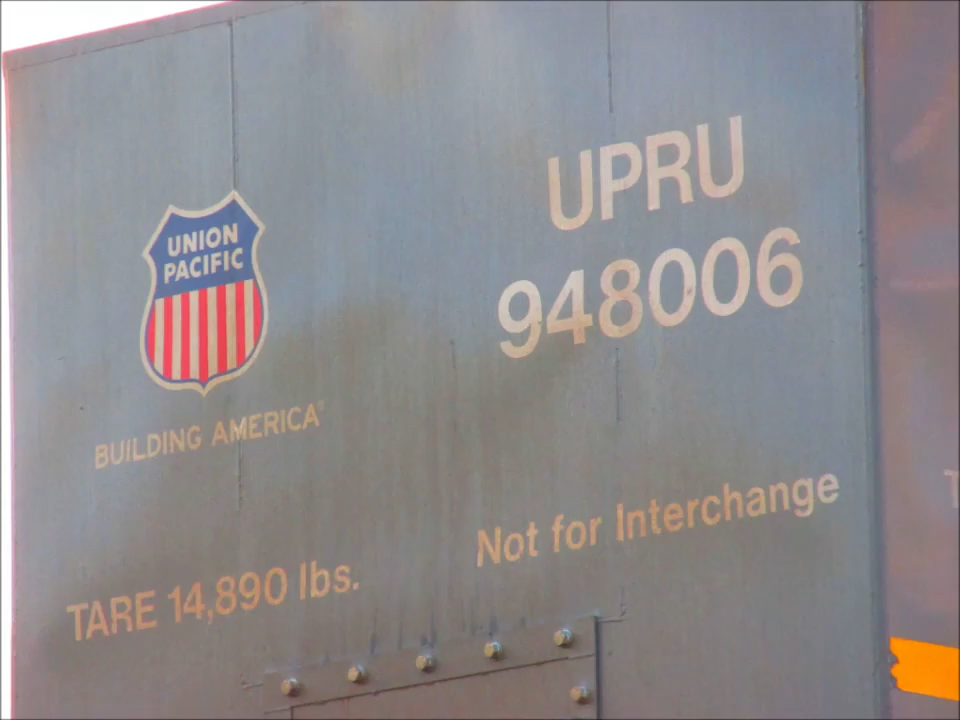 UNION
PACIFIC
BUILDING AMERICA®
TARE 14,890 lbs.
UPRU
948006
Not for Interchange